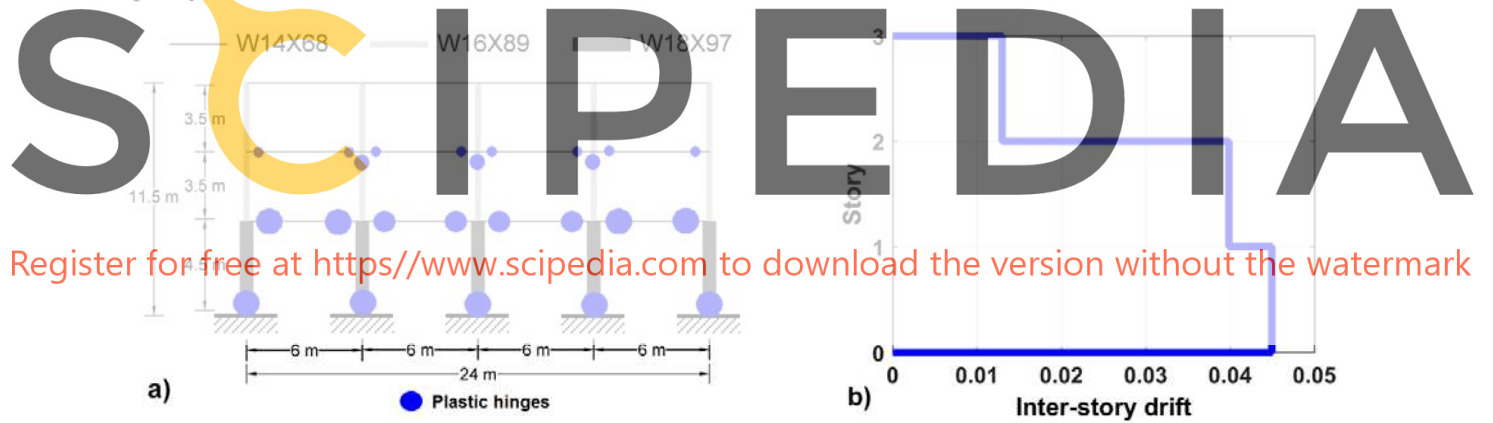 SCIPEDIA
W14X68 W16X89 W18X97
3.5 m
3.5 m
11.5 m
4.5 m
6 m 6 m 6 m 6 m
24 m
a)
Plastic hinges
3
2
1
0
Story
0 0.01 0.02 0.03 0.04 0.05
Inter-story drift
b)
Register for free at https//www.scipedia.com to download the version without the watermark